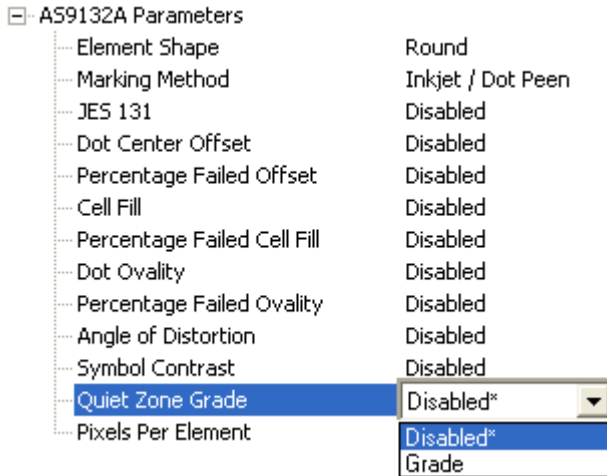 AS9132A Parameters
Element Shape Round
Marking Method Inkjet / Dot Peen
JES 131 Disabled
Dot Center Offset Disabled
Percentage Failed Offset Disabled
Cell Fill Disabled
Percentage Failed Cell Fill Disabled
Dot Ovality Disabled
Percentage Failed Ovality Disabled
Angle of Distortion Disabled
Symbol Contrast Disabled
Quiet Zone Grade Disabled*
Pixels Per Element Disabled*
Grade